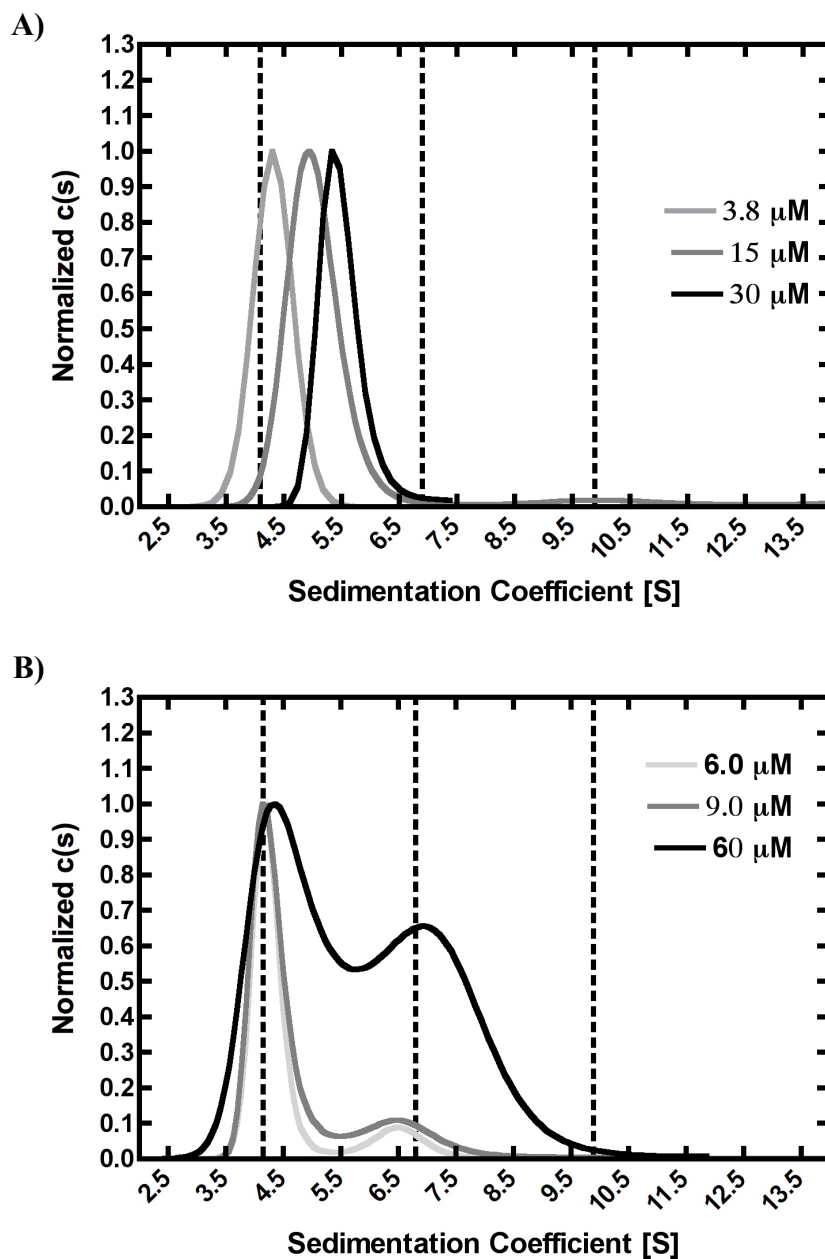 A)
1.3
1.2
1.1
1.0
0.9
0.8
0.7
0.6
0.5
0.4
0.3
0.2
0.1
0.0
Normalized c(s)
3.8 μM
15 μM
30 μM
2.5 3.5 4.5 5.5 6.5 7.5 8.5 9.5 10.5 11.5 12.5 13.5
Sedimentation Coefficient [S]
B)
1.3
1.2
1.1
1.0
0.9
0.8
0.7
0.6
0.5
0.4
0.3
0.2
0.1
0.0
Normalized c(s)
6.0 μM
9.0 μM
60 μM
2.5 3.5 4.5 5.5 6.5 7.5 8.5 9.5 10.5 11.5 12.5 13.5
Sedimentation Coefficient [S]